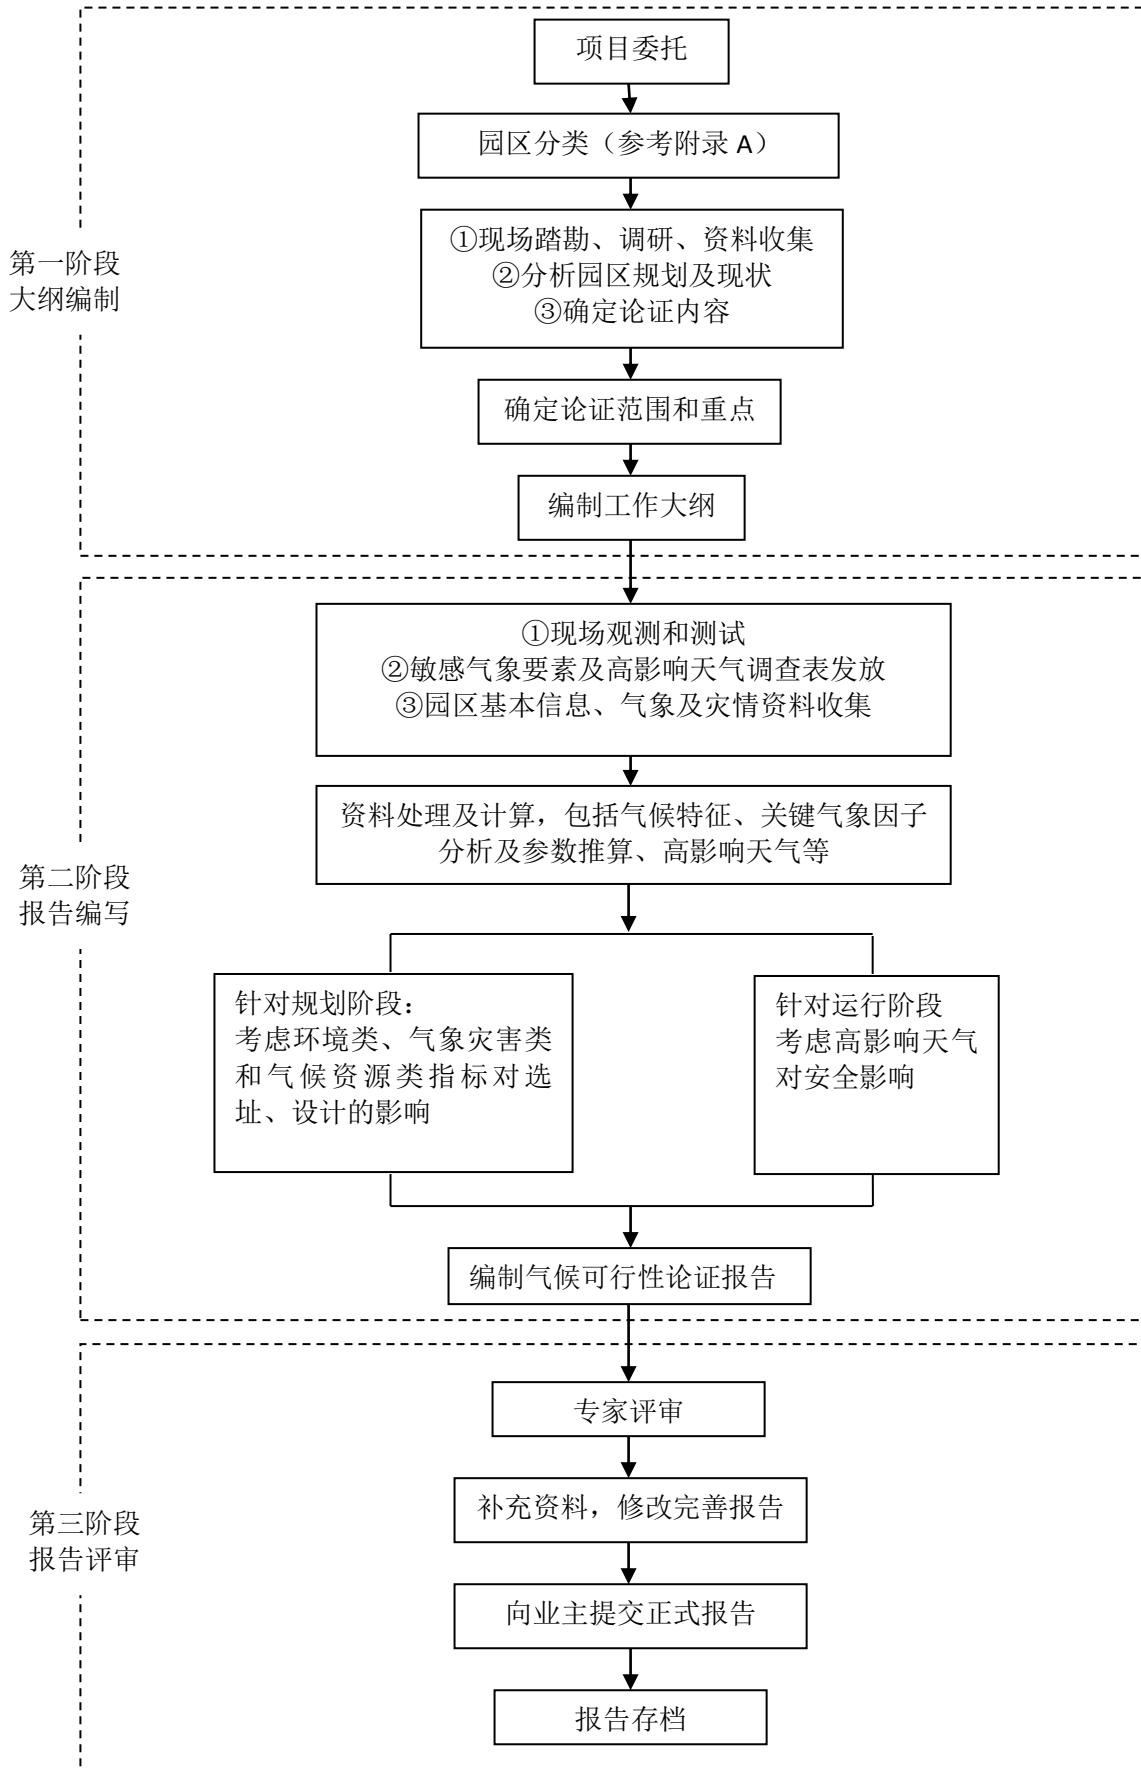 项目委托
园区分类（参考附录 A）
①现场踏勘、调研、资料收集
②分析园区规划及现状
③确定论证内容
第一阶段
大纲编制
确定论证范围和重点
编制工作大纲
①现场观测和测试
②敏感气象要素及高影响天气调查表发放
③园区基本信息、气象及灾情资料收集
资料处理及计算，包括气候特征、关键气象因子
分析及参数推算、高影响天气等
第二阶段
报告编写
针对规划阶段：
考虑环境类、气象灾害类
和气候资源类指标对选
址、设计的影响
针对运行阶段
考虑高影响天气
对安全影响
编制气候可行性论证报告
专家评审
补充资料，修改完善报告
第三阶段
报告评审
向业主提交正式报告
报告存档